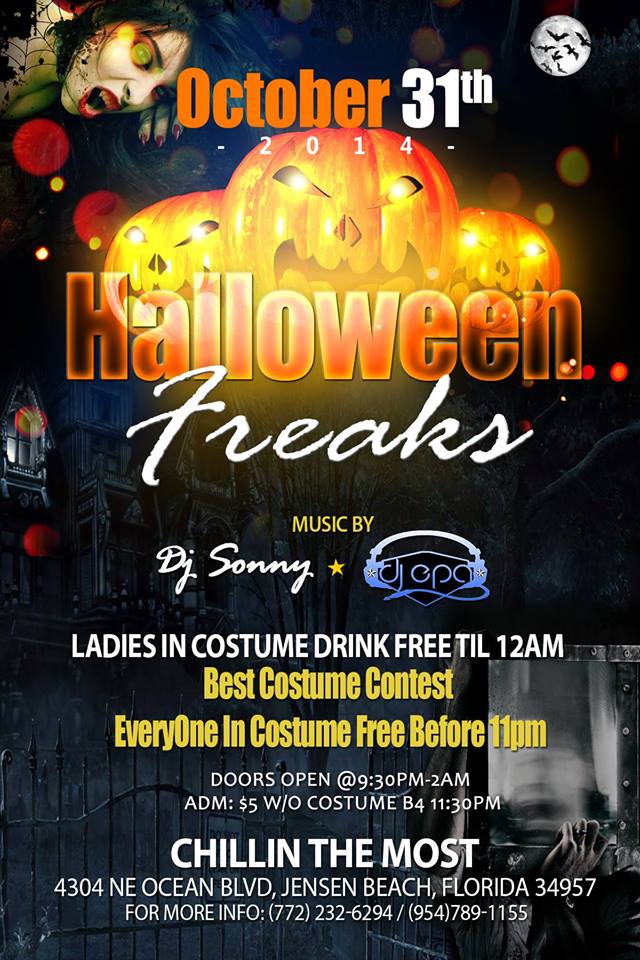 October 31th
- 2 0 1 4 -
Halloween
Freaks
MUSIC BY
Dj Sonny ★ *dj epa*
LADIES IN COSTUME DRINK FREE TIL 12AM
Best Costume Contest
EveryOne In Costume Free Before 11pm
DOORS OPEN @9:30PM-2AM
ADM: $5 W/O COSTUME B4 11:30PM
CHILLIN THE MOST
4304 NE OCEAN BLVD, JENSEN BEACH, FLORIDA 34957
FOR MORE INFO: (772) 232-6294 / (954)789-1155